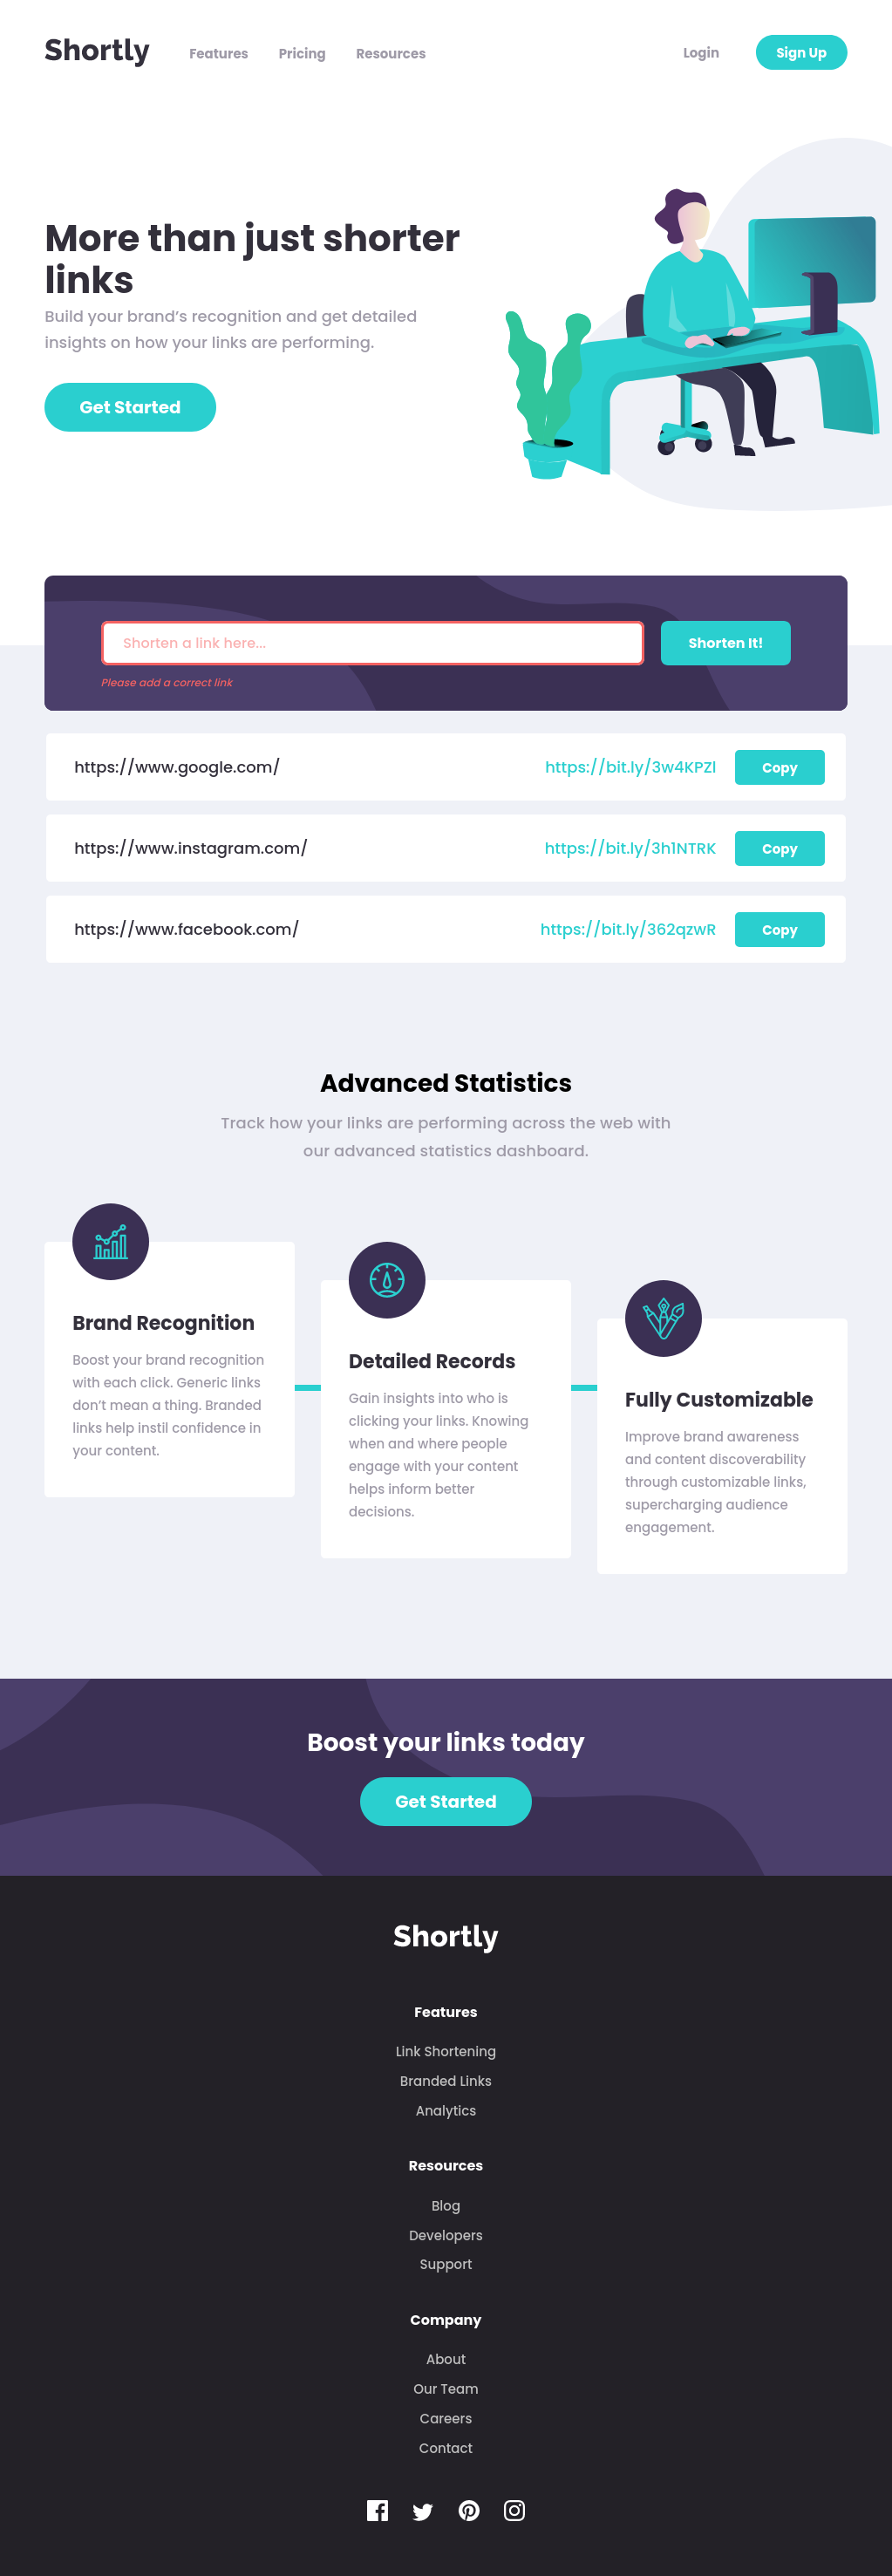 Shortly
Features
Pricing
Resources
Login
Sign Up
More than just shorter
links
Build your brand’s recognition and get detailed
insights on how your links are performing.
Get Started
Shorten a link here...
Shorten It!
Please add a correct link
https://www.google.com/
https://bit.ly/3w4KPZl
Copy
https://www.instagram.com/
https://bit.ly/3h1NTRK
Copy
https://www.facebook.com/
https://bit.ly/362qzwR
Copy
Advanced Statistics
Track how your links are performing across the web with
our advanced statistics dashboard.
Brand Recognition
Boost your brand recognition
with each click. Generic links
don’t mean a thing. Branded
links help instil confidence in
your content.
Detailed Records
Gain insights into who is
clicking your links. Knowing
when and where people
engage with your content
helps inform better
decisions.
Fully Customizable
Improve brand awareness
and content discoverability
through customizable links,
supercharging audience
engagement.
Boost your links today
Get Started
Shortly
Features
Link Shortening
Branded Links
Analytics
Resources
Blog
Developers
Support
Company
About
Our Team
Careers
Contact